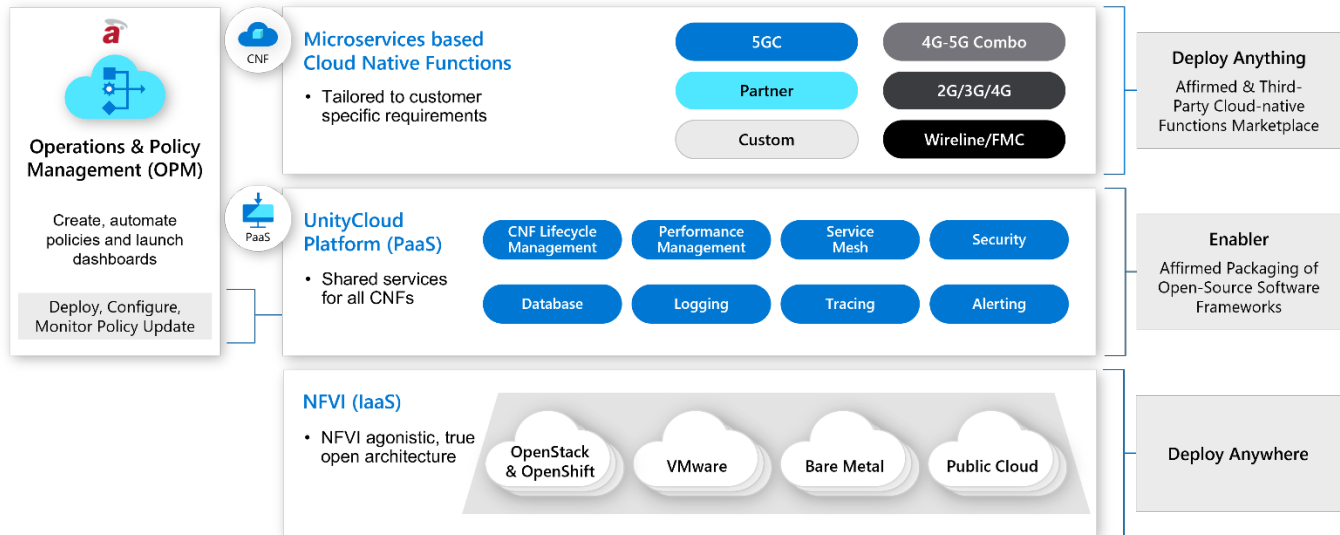 a
Operations & Policy
Management (OPM)
Create, automate
policies and launch
dashboards
Deploy, Configure,
Monitor Policy Update
CNF
Microservices based
Cloud Native Functions
• Tailored to customer
specific requirements
5GC
4G-5G Combo
Partner
2G/3G/4G
Custom
Wireline/FMC
Deploy Anything
Affirmed & Third-
Party Cloud-native
Functions Marketplace
PaaS
UnityCloud
Platform (PaaS)
• Shared services
for all CNFs
CNF Lifecycle
Management
Performance
Management
Service
Mesh
Security
Database
Logging
Tracing
Alerting
Enabler
Affirmed Packaging of
Open-Source Software
Frameworks
NFVI (IaaS)
• NFVI agonistic, true
open architecture
OpenStack
& OpenShift
VMware
Bare Metal
Public Cloud
Deploy Anywhere